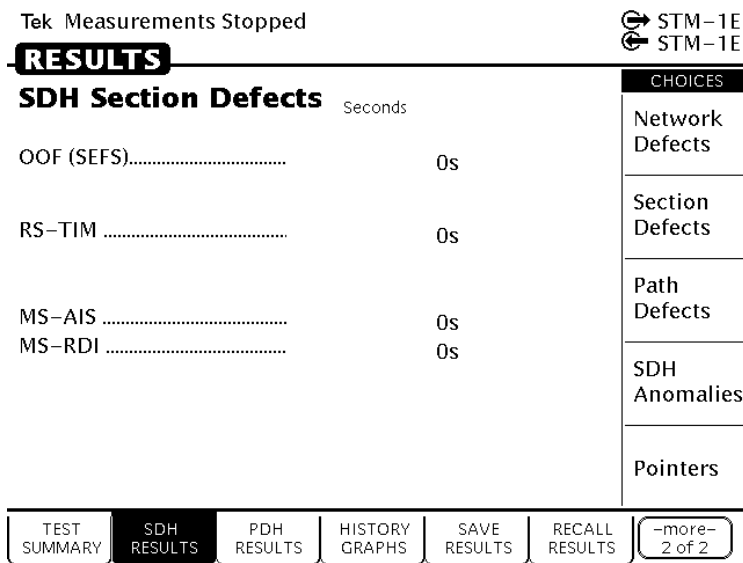 Tek Measurements Stopped
STM-1E
STM-1E
RESULTS
SDH Section Defects Seconds
OOF (SEFS)............................... 0s
RS-TIM ..................................... 0s
MS-AIS ..................................... 0s
MS-RDI .................................... 0s
CHOICES
Network
Defects
Section
Defects
Path
Defects
SDH
Anomalies
Pointers
TEST
SUMMARY
SDH
RESULTS
PDH
RESULTS
HISTORY
GRAPHS
SAVE
RESULTS
RECALL
RESULTS
-more-
2 of 2